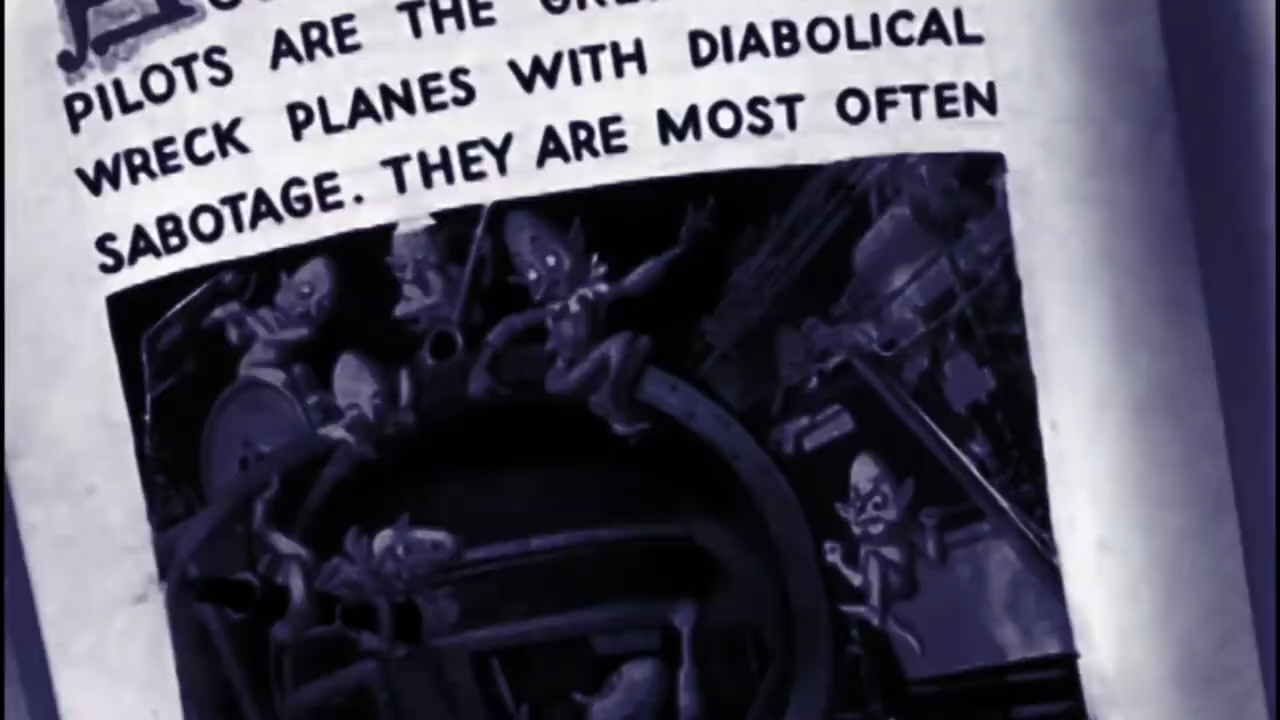 PILOTS ARE THE
WRECK PLANES WITH DIABOLICAL
SABOTAGE. THEY ARE MOST OFTEN